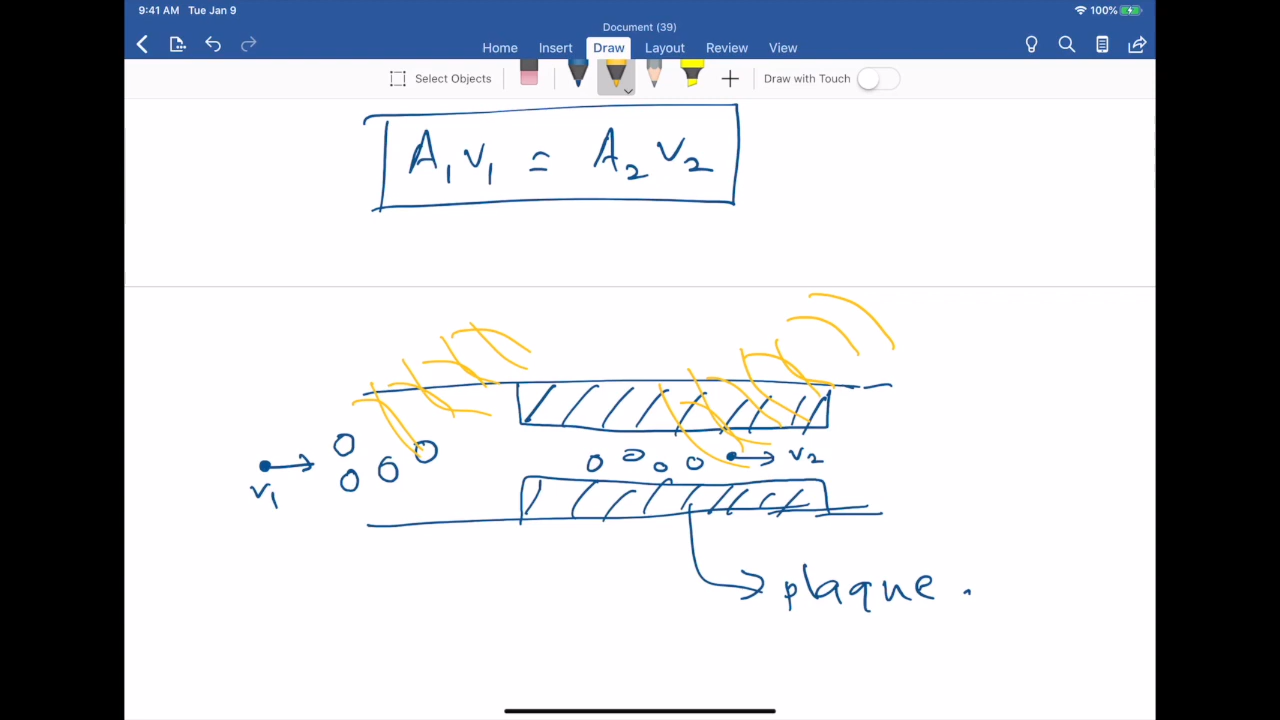 9:41 AM Tue Jan 9
100%
Document (39)
Home Insert Draw Layout Review View
Select Objects
Draw with Touch
A₁v₁ = A₂v₂
v₁
v₂
plaque.